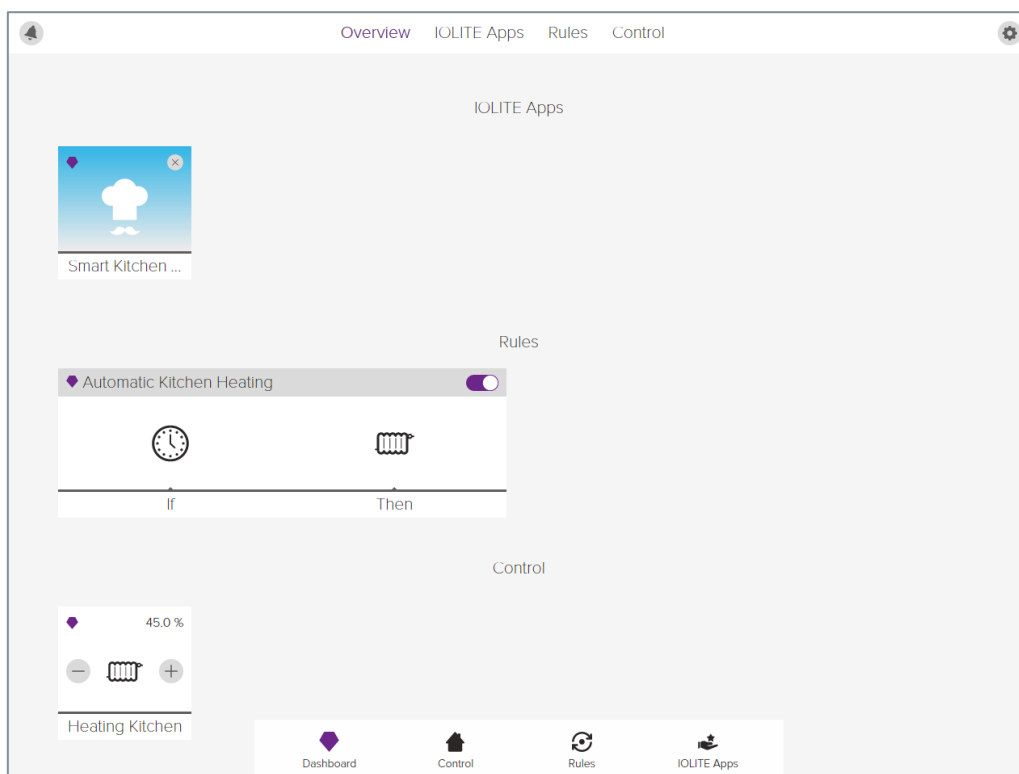 Overview IOLITE Apps Rules Control
IOLITE Apps
Smart Kitchen ...
Rules
Automatic Kitchen Heating
If Then
Control
45.0 %
Heating Kitchen
Dashboard Control Rules IOLITE Apps